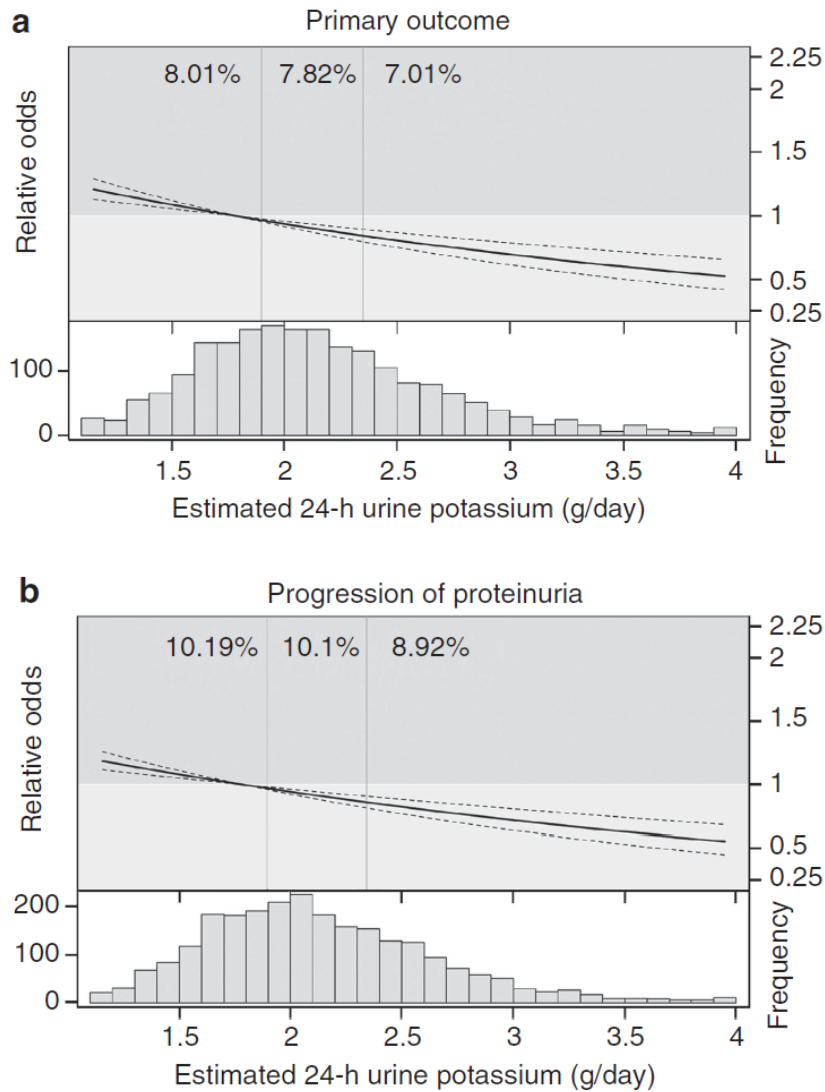 a
Primary outcome
8.01% 7.82% 7.01%
Relative odds
2.25
2
1.5
1
0.5
0.25
100
0
Frequency
1.5 2 2.5 3 3.5 4
Estimated 24-h urine potassium (g/day)
b
Progression of proteinuria
10.19% 10.1% 8.92%
Relative odds
2.25
2
1.5
1
0.5
0.25
200
100
0
Frequency
1.5 2 2.5 3 3.5 4
Estimated 24-h urine potassium (g/day)